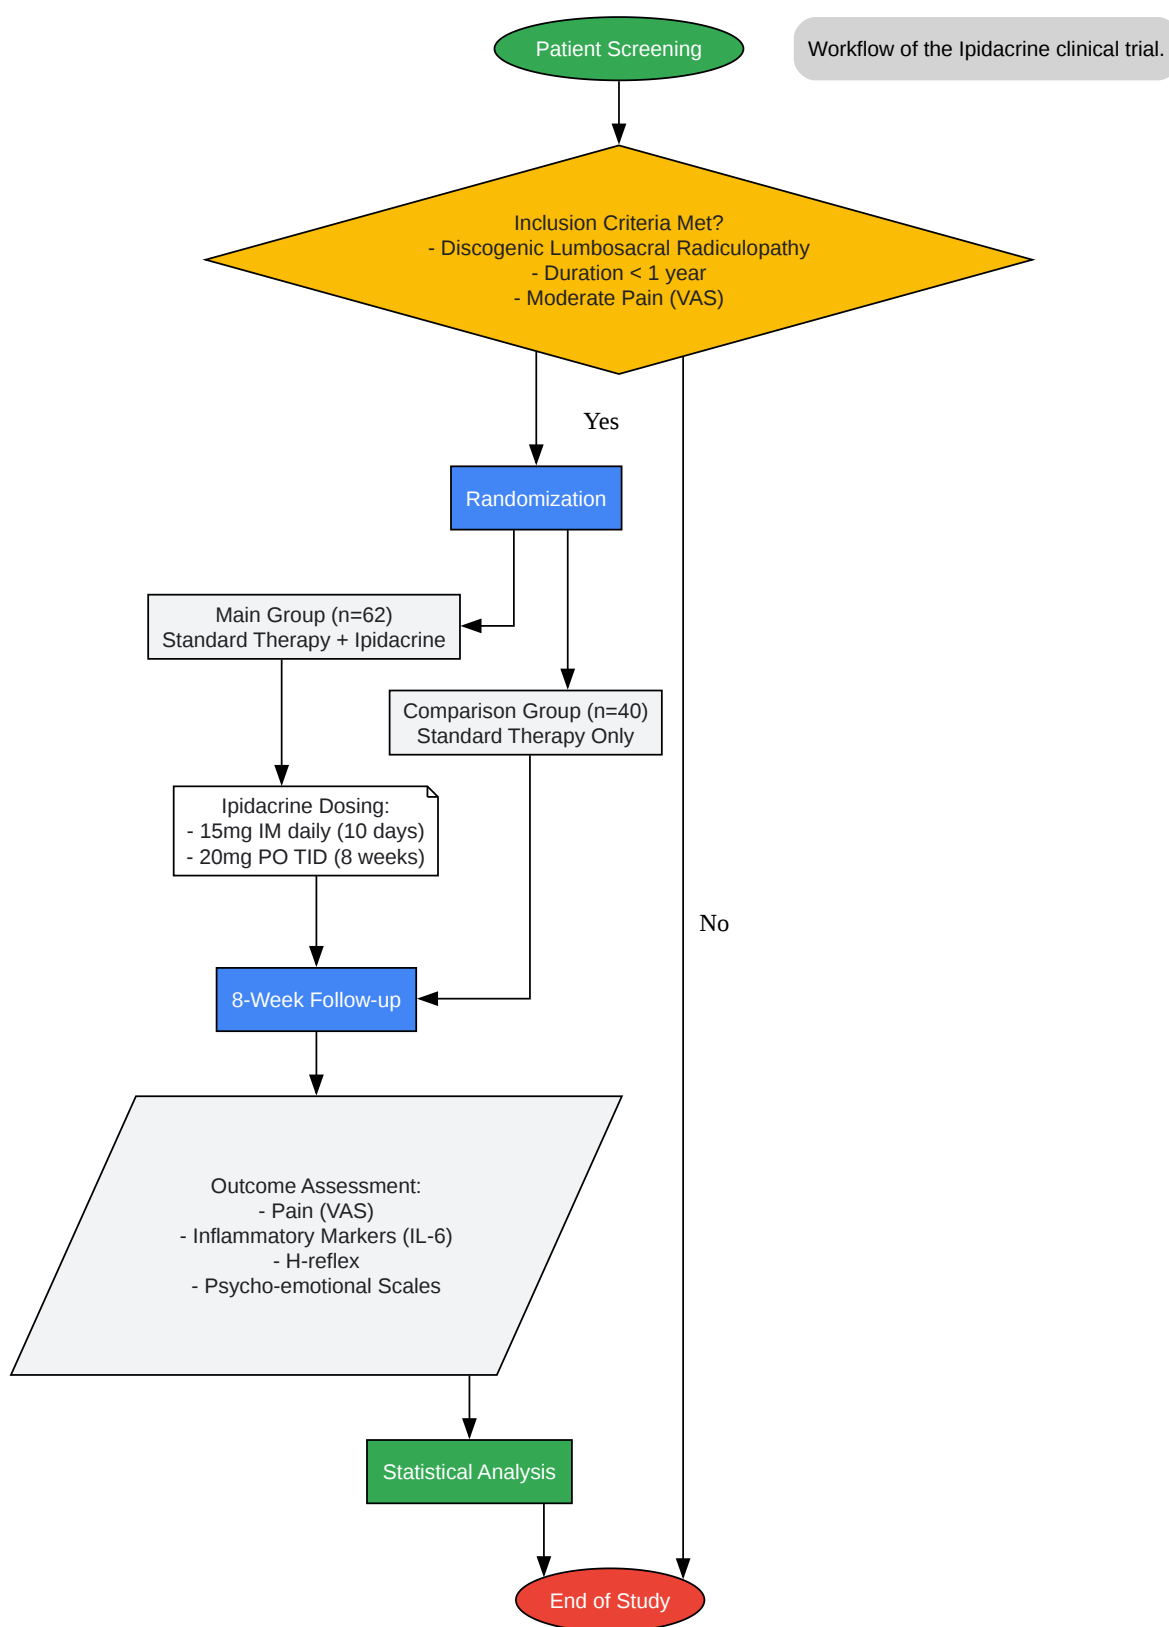 Patient Screening
Workflow of the Ipidacrine clinical trial.
Inclusion Criteria Met?
- Discogenic Lumbosacral Radiculopathy
- Duration < 1 year
- Moderate Pain (VAS)
Yes
Randomization
Main Group (n=62)
Standard Therapy + Ipidacrine
Comparison Group (n=40)
Standard Therapy Only
Ipidacrine Dosing:
- 15mg IM daily (10 days)
- 20mg PO TID (8 weeks)
No
8-Week Follow-up
Outcome Assessment:
- Pain (VAS)
- Inflammatory Markers (IL-6)
- H-reflex
- Psycho-emotional Scales
Statistical Analysis
End of Study